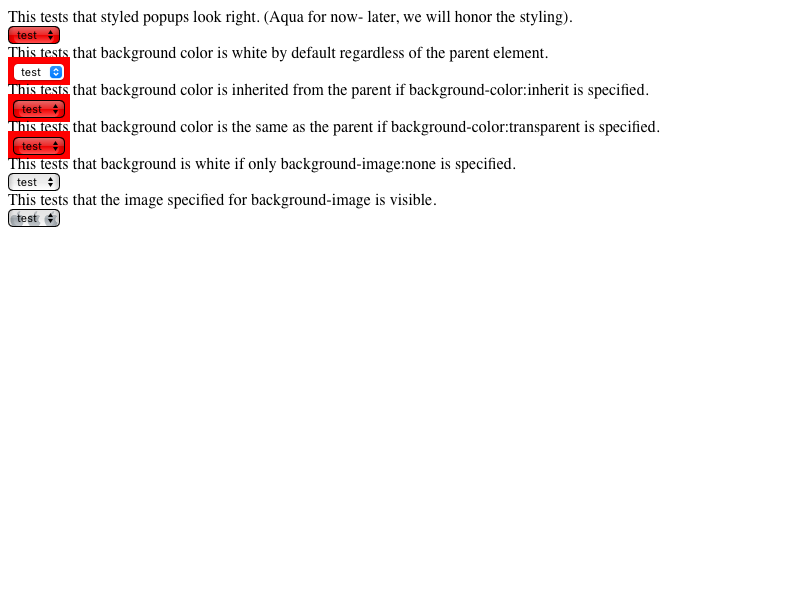 This tests that styled popups look right. (Aqua for now- later, we will honor the styling).
test
This tests that background color is white by default regardless of the parent element.
test
This tests that background color is inherited from the parent if background-color:inherit is specified.
test
This tests that background color is the same as the parent if background-color:transparent is specified.
test
This tests that background is white if only background-image:none is specified.
test
This tests that the image specified for background-image is visible.
test